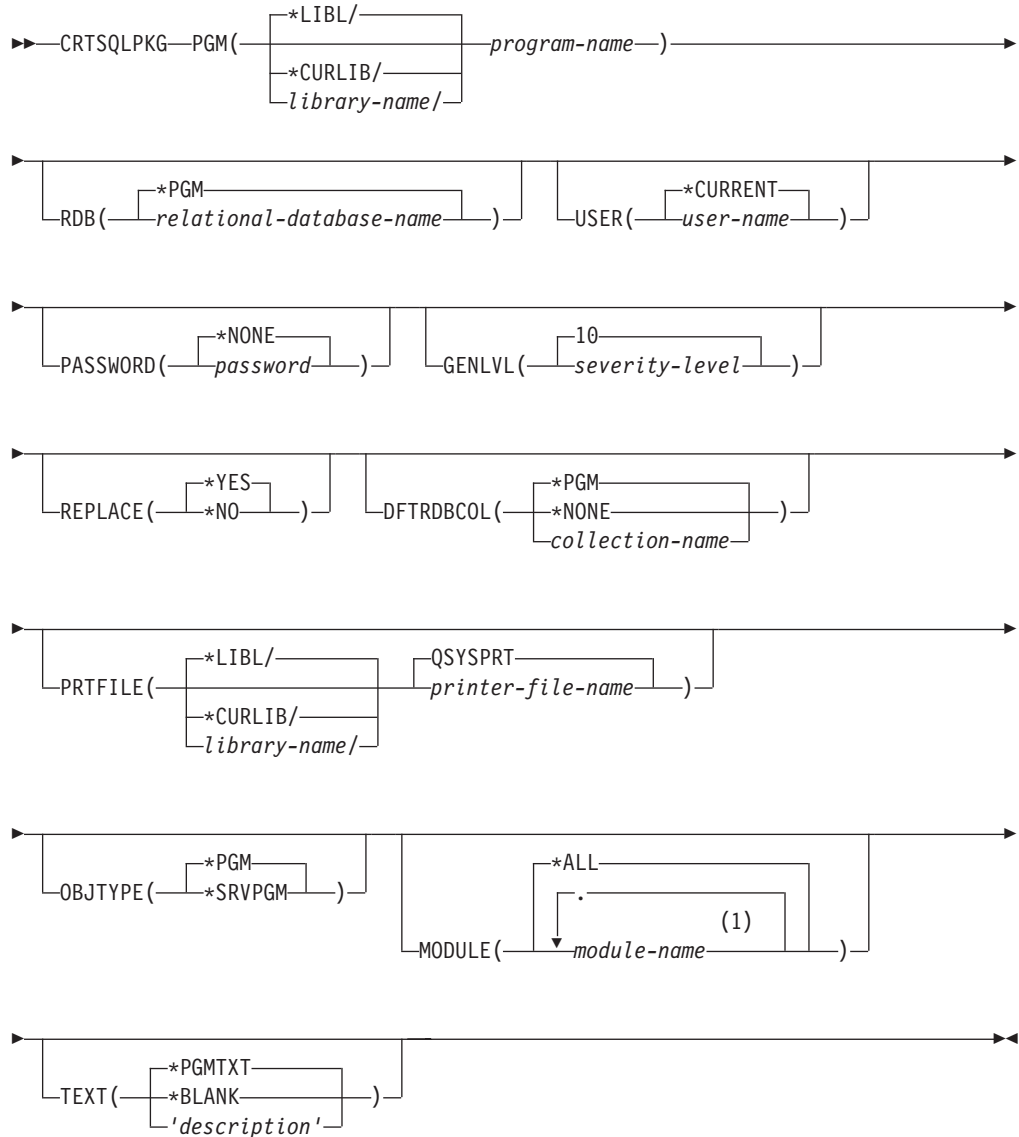 *LIBL/
CRTSQLPKG PGM( program-name )
*CURLIB/
library-name/
*PGM *CURRENT
RDB( relational-database-name ) USER( user-name )
*NONE 10
PASSWORD( password ) GENLVL( severity-level )
*YES *PGM
REPLACE( *NO ) DFTRDBCOL( *NONE )
collection-name
*LIBL/ QSYSPRT
PRTFILE( printer-file-name )
*CURLIB/
library-name/
*PGM *ALL
OBJTYPE( *SRVPGM ) .
(1)
MODULE( module-name )
*PGMTXT
TEXT( *BLANK )
'description'